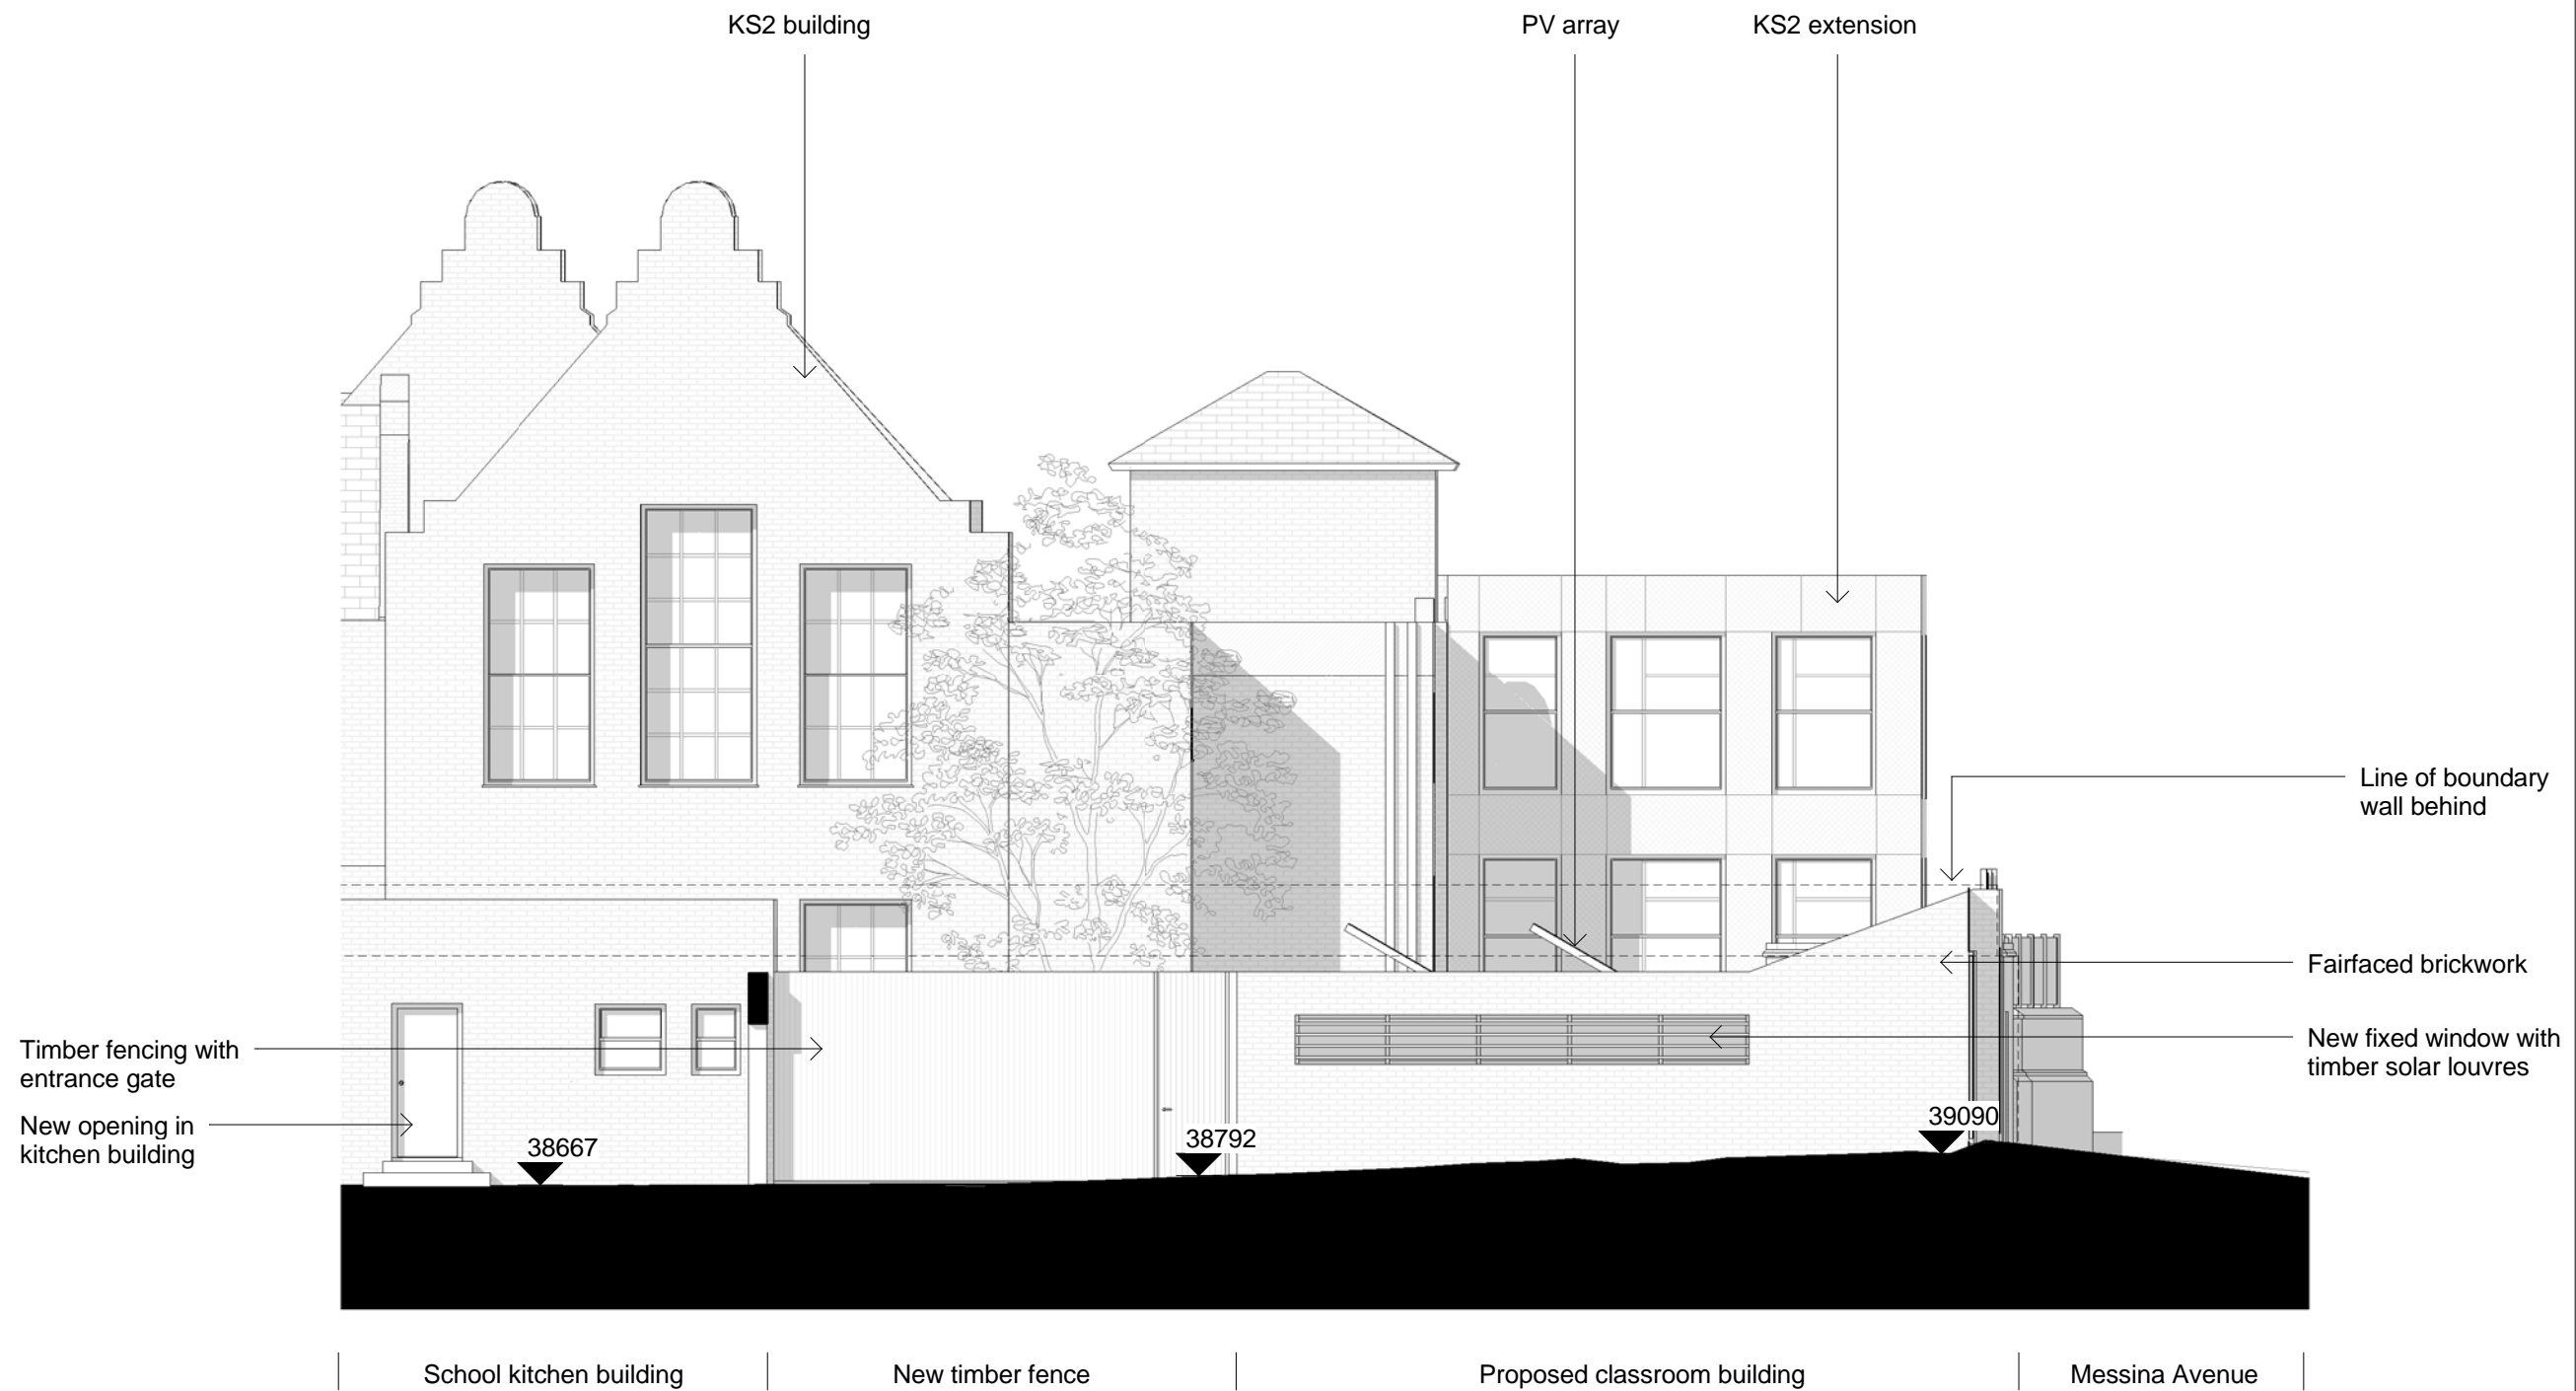 KS2 building
PV array
KS2 extension
Line of boundary
wall behind
Fairfaced brickwork
Timber fencing with
entrance gate
New fixed window with
timber solar louvres
New opening in
kitchen building
38667
38792
39090
School kitchen building
New timber fence
Proposed classroom building
Messina Avenue